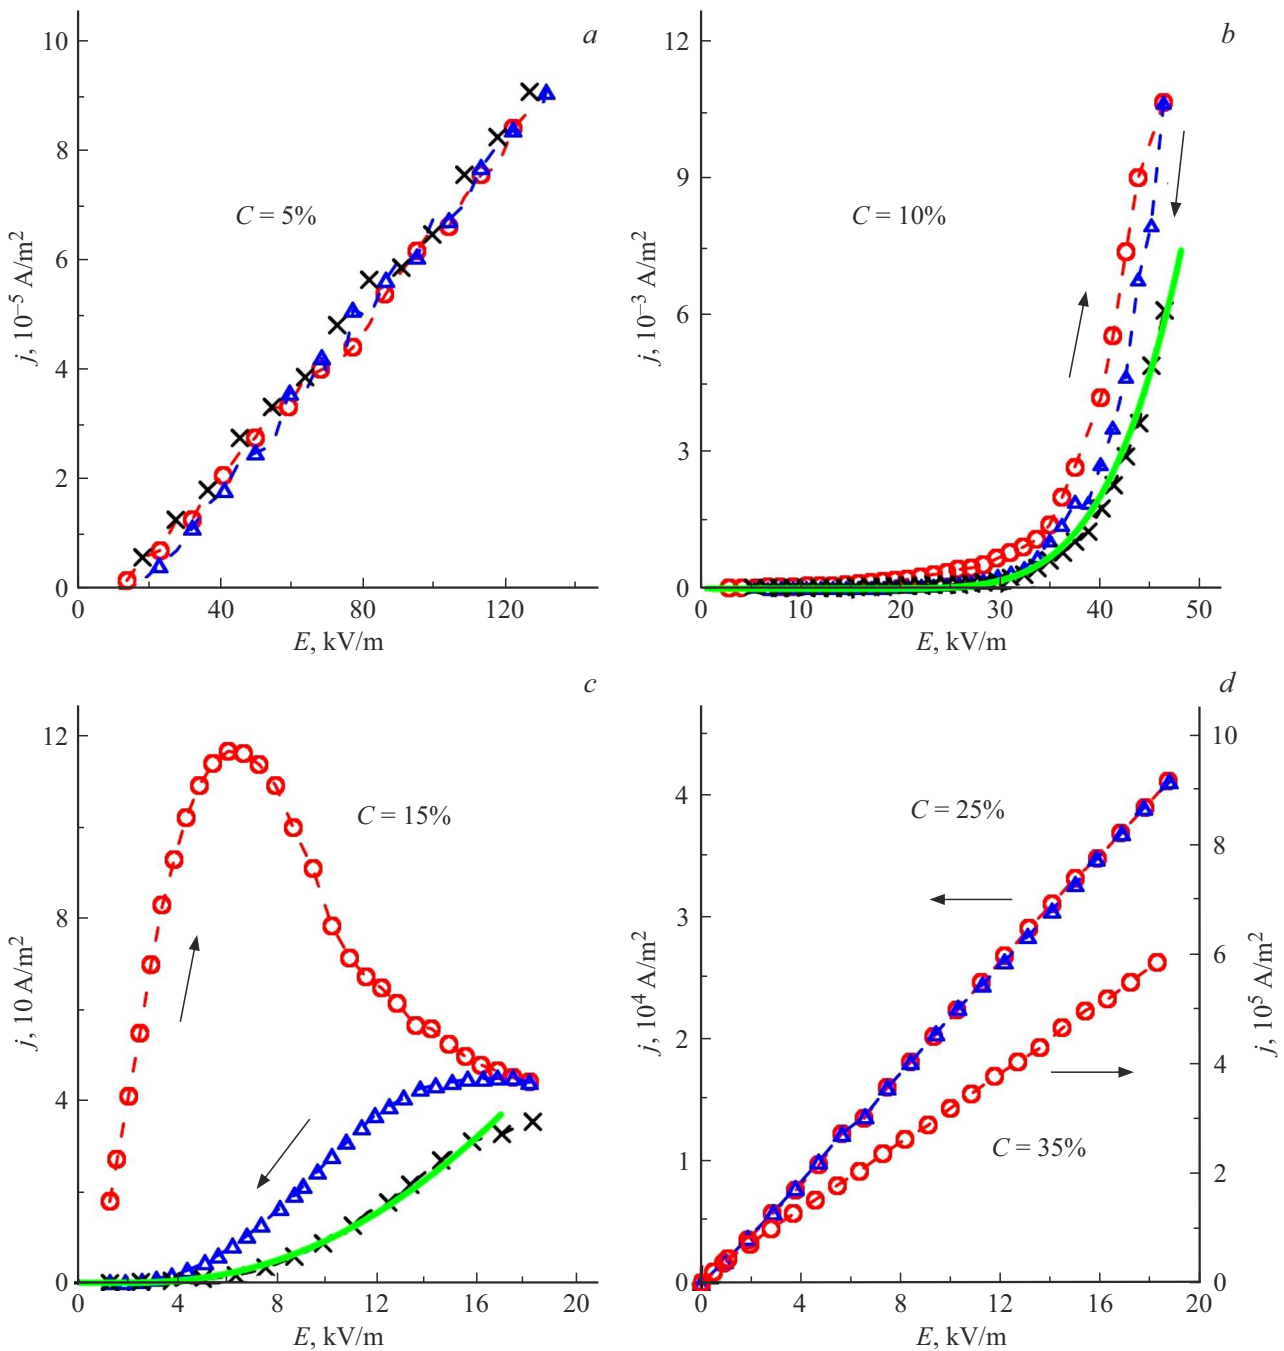 a
10
8
6
4
2
0
j, 10⁻⁵ A/m²
C = 5%
0 40 80 120
E, kV/m
b
12
9
6
3
0
j, 10⁻³ A/m²
C = 10%
0 10 20 30 40 50
E, kV/m
c
12
8
4
0
j, 10 A/m²
C = 15%
0 4 8 12 16 20
E, kV/m
d
4
3
2
1
0
j, 10⁴ A/m²
C = 25%
C = 35%
10
8
6
4
2
0
j, 10⁵ A/m²
0 4 8 12 16 20
E, kV/m